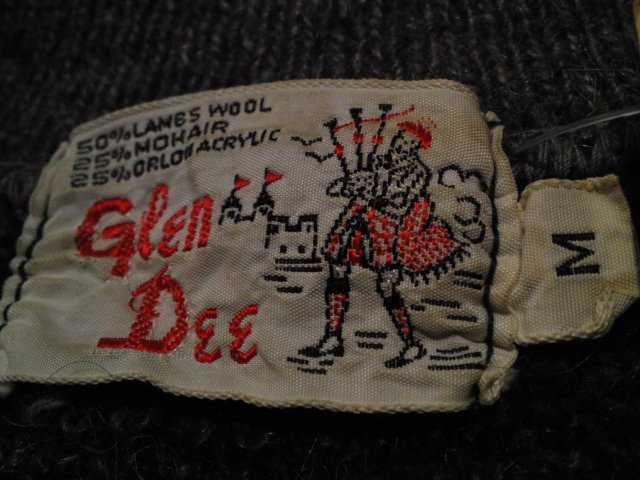 50% LAMBS WOOL
25% MOHAIR
25% ORLON ACRYLIC
Glen
Dee
M